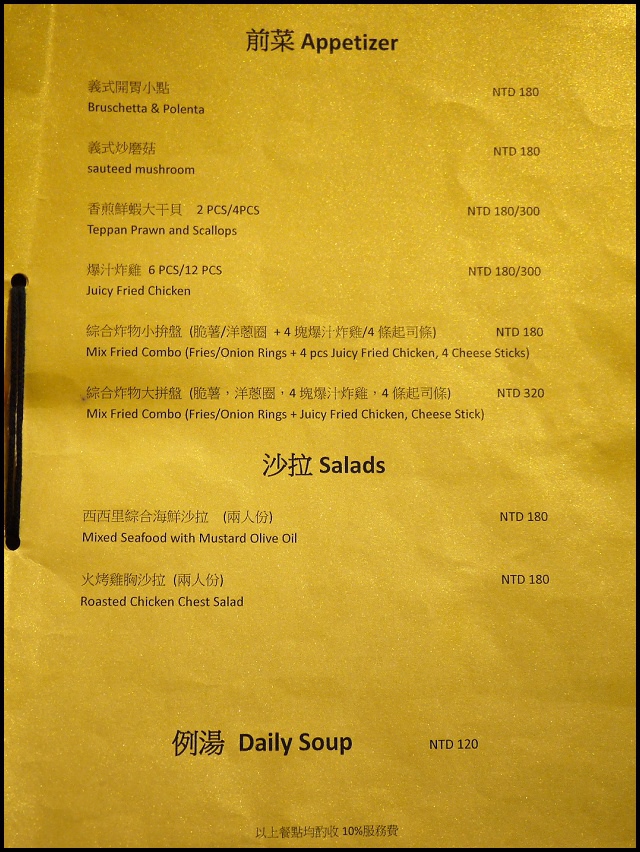 前菜 Appetizer
義式開胃小點 NTD 180
Bruschetta & Polenta
義式炒磨菇 NTD 180
sauteed mushroom
香煎鮮蝦大干貝 2 PCS/4PCS NTD 180/300
Teppan Prawn and Scallops
爆汁炸雞 6 PCS/12 PCS NTD 180/300
Juicy Fried Chicken
綜合炸物小拚盤 (脆薯/洋蔥圈 + 4 塊爆汁炸雞/4 條起司條) NTD 180
Mix Fried Combo (Fries/Onion Rings + 4 pcs Juicy Fried Chicken, 4 Cheese Sticks)
綜合炸物大拼盤 (脆薯，洋蔥圈，4 塊爆汁炸雞，4 條起司條) NTD 320
Mix Fried Combo (Fries/Onion Rings + Juicy Fried Chicken, Cheese Stick)
沙拉 Salads
西西里綜合海鮮沙拉 (兩人份) NTD 180
Mixed Seafood with Mustard Olive Oil
火烤雞胸沙拉 (兩人份) NTD 180
Roasted Chicken Chest Salad
例湯 Daily Soup NTD 120
以上餐點均酌收 10%服務費